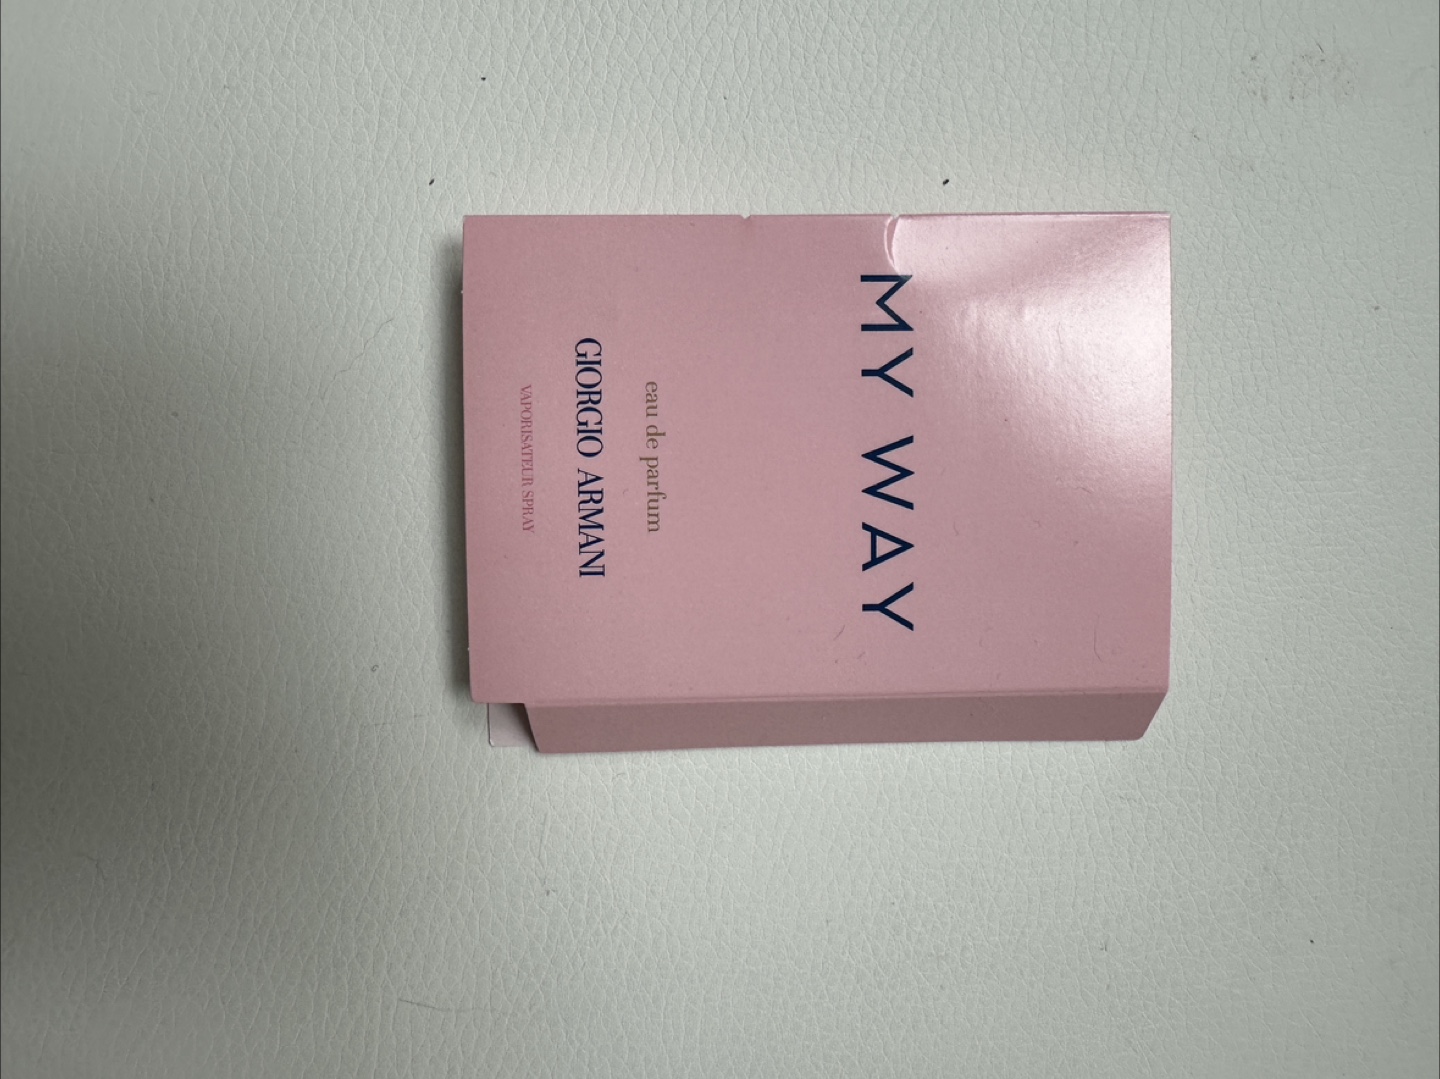 MY WAY
eau de parfum
GIORGIO ARMANI
VAPORISATEUR SPRAY